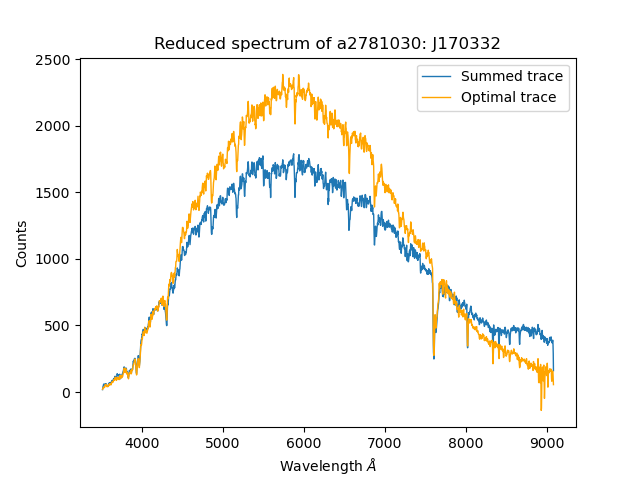 Reduced spectrum of a2781030: J170332
Summed trace
Optimal trace
2500
2000
1500
1000
500
0
Counts
4000 5000 6000 7000 8000 9000
Wavelength Å